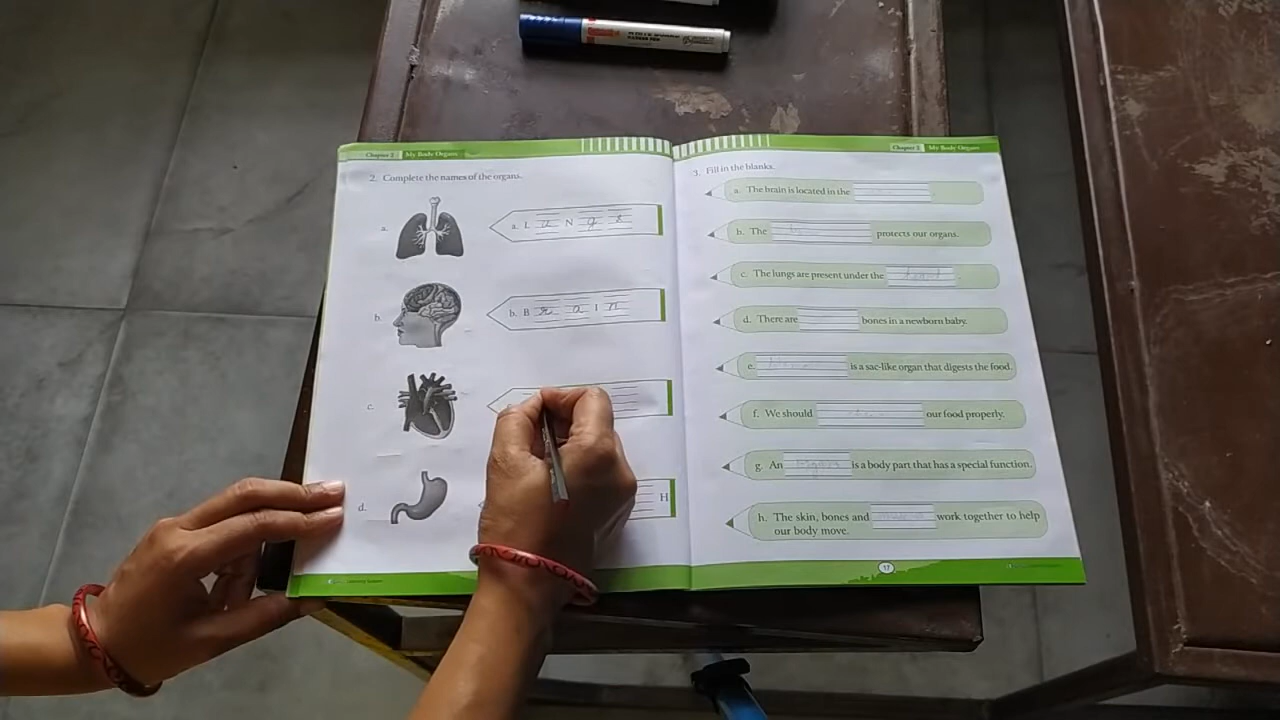 Chapter 2 My Body Organs
2. Complete the names of the organs.
a.
a. L u N g s
b.
b. B r a I n
c.
d.
H
Chapter 2 My Body Organs
3. Fill in the blanks.
a. The brain is located in the
b. The protects our organs.
c. The lungs are present under the
d. There are bones in a newborn baby.
e. is a sac-like organ that digests the food.
f. We should our food properly.
g. An is a body part that has a special function.
h. The skin, bones and work together to help
our body move.
17